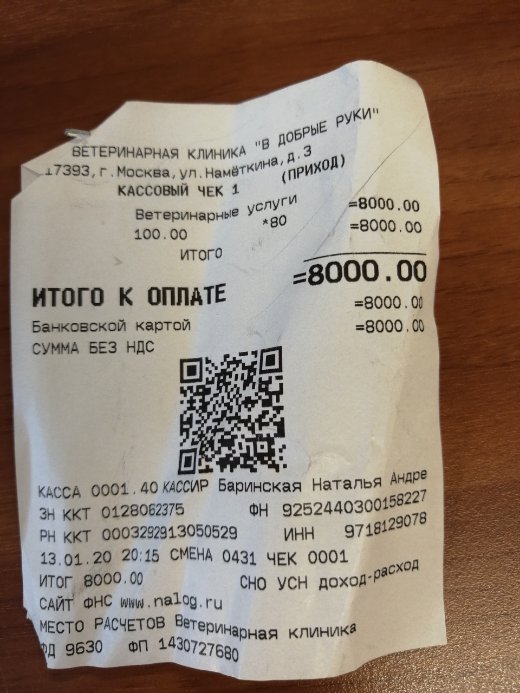 ВЕТЕРИНАРНАЯ КЛИНИКА "В ДОБРЫЕ РУКИ"
17393,г.Москва,ул.Намёткина,д.3
КАССОВЫЙ ЧЕК 1 (ПРИХОД)
Ветеринарные услуги =8000.00
100.00 *80 =8000.00
ИТОГО
ИТОГО К ОПЛАТЕ =8000.00
Банковской картой =8000.00
СУММА БЕЗ НДС =8000.00
КАССА 0001.40 КАССИР Баринская Наталья Андре
ЗН ККТ 0128062375 ФН 9252440300158227
РН ККТ 0003292913050529 ИНН 9718129078
13.01.20 20:15 СМЕНА 0431 ЧЕК 0001
ИТОГ 8000.00 СНО УСН доход-расход
САЙТ ФНС www.nalog.ru
МЕСТО РАСЧЕТОВ Ветеринарная клиника
ФД 9630 ФП 1430727680